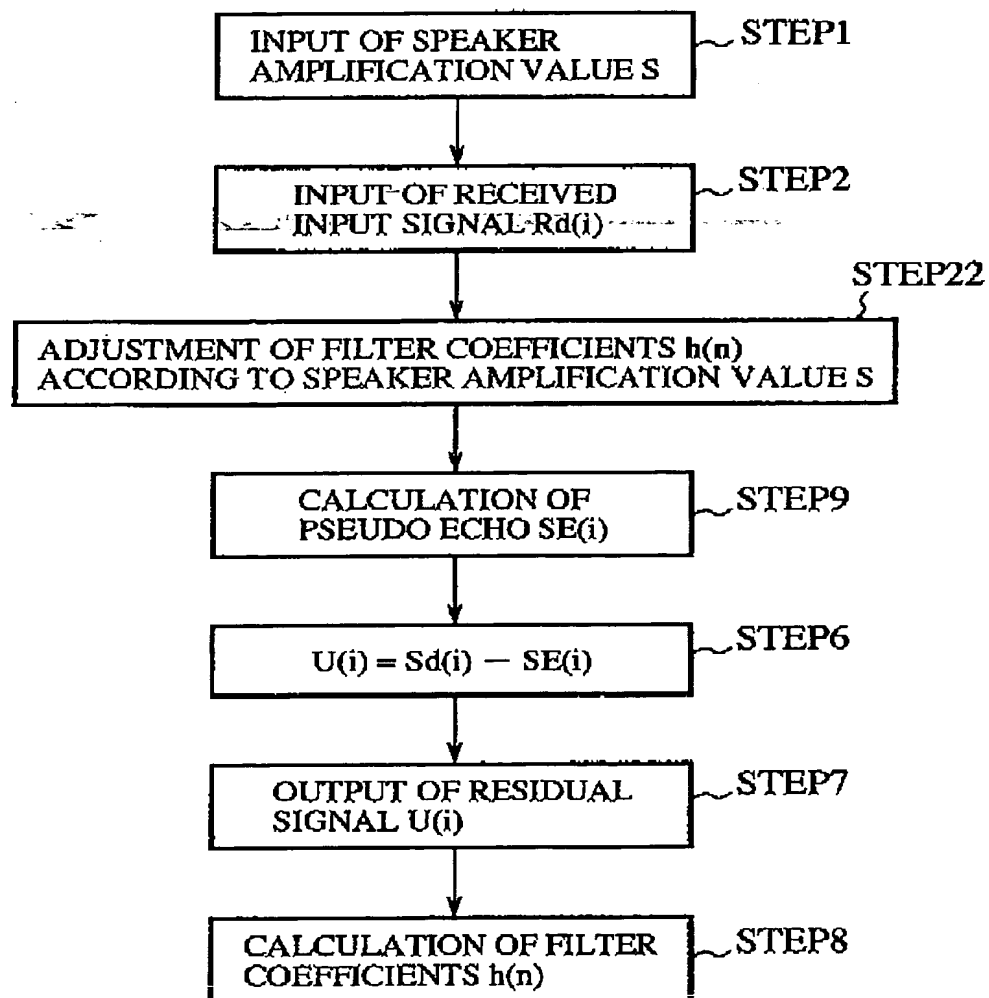 INPUT OF SPEAKER
AMPLIFICATION VALUE S
STEP1
INPUT OF RECEIVED
INPUT SIGNAL Rd(i)
STEP2
STEP22
ADJUSTMENT OF FILTER COEFFICIENTS h(n)
ACCORDING TO SPEAKER AMPLIFICATION VALUE S
CALCULATION OF
PSEUDO ECHO SE(i)
STEP9
U(i) = Sd(i) — SE(i)
STEP6
OUTPUT OF RESIDUAL
SIGNAL U(i)
STEP7
CALCULATION OF FILTER
COEFFICIENTS h(n)
STEP8